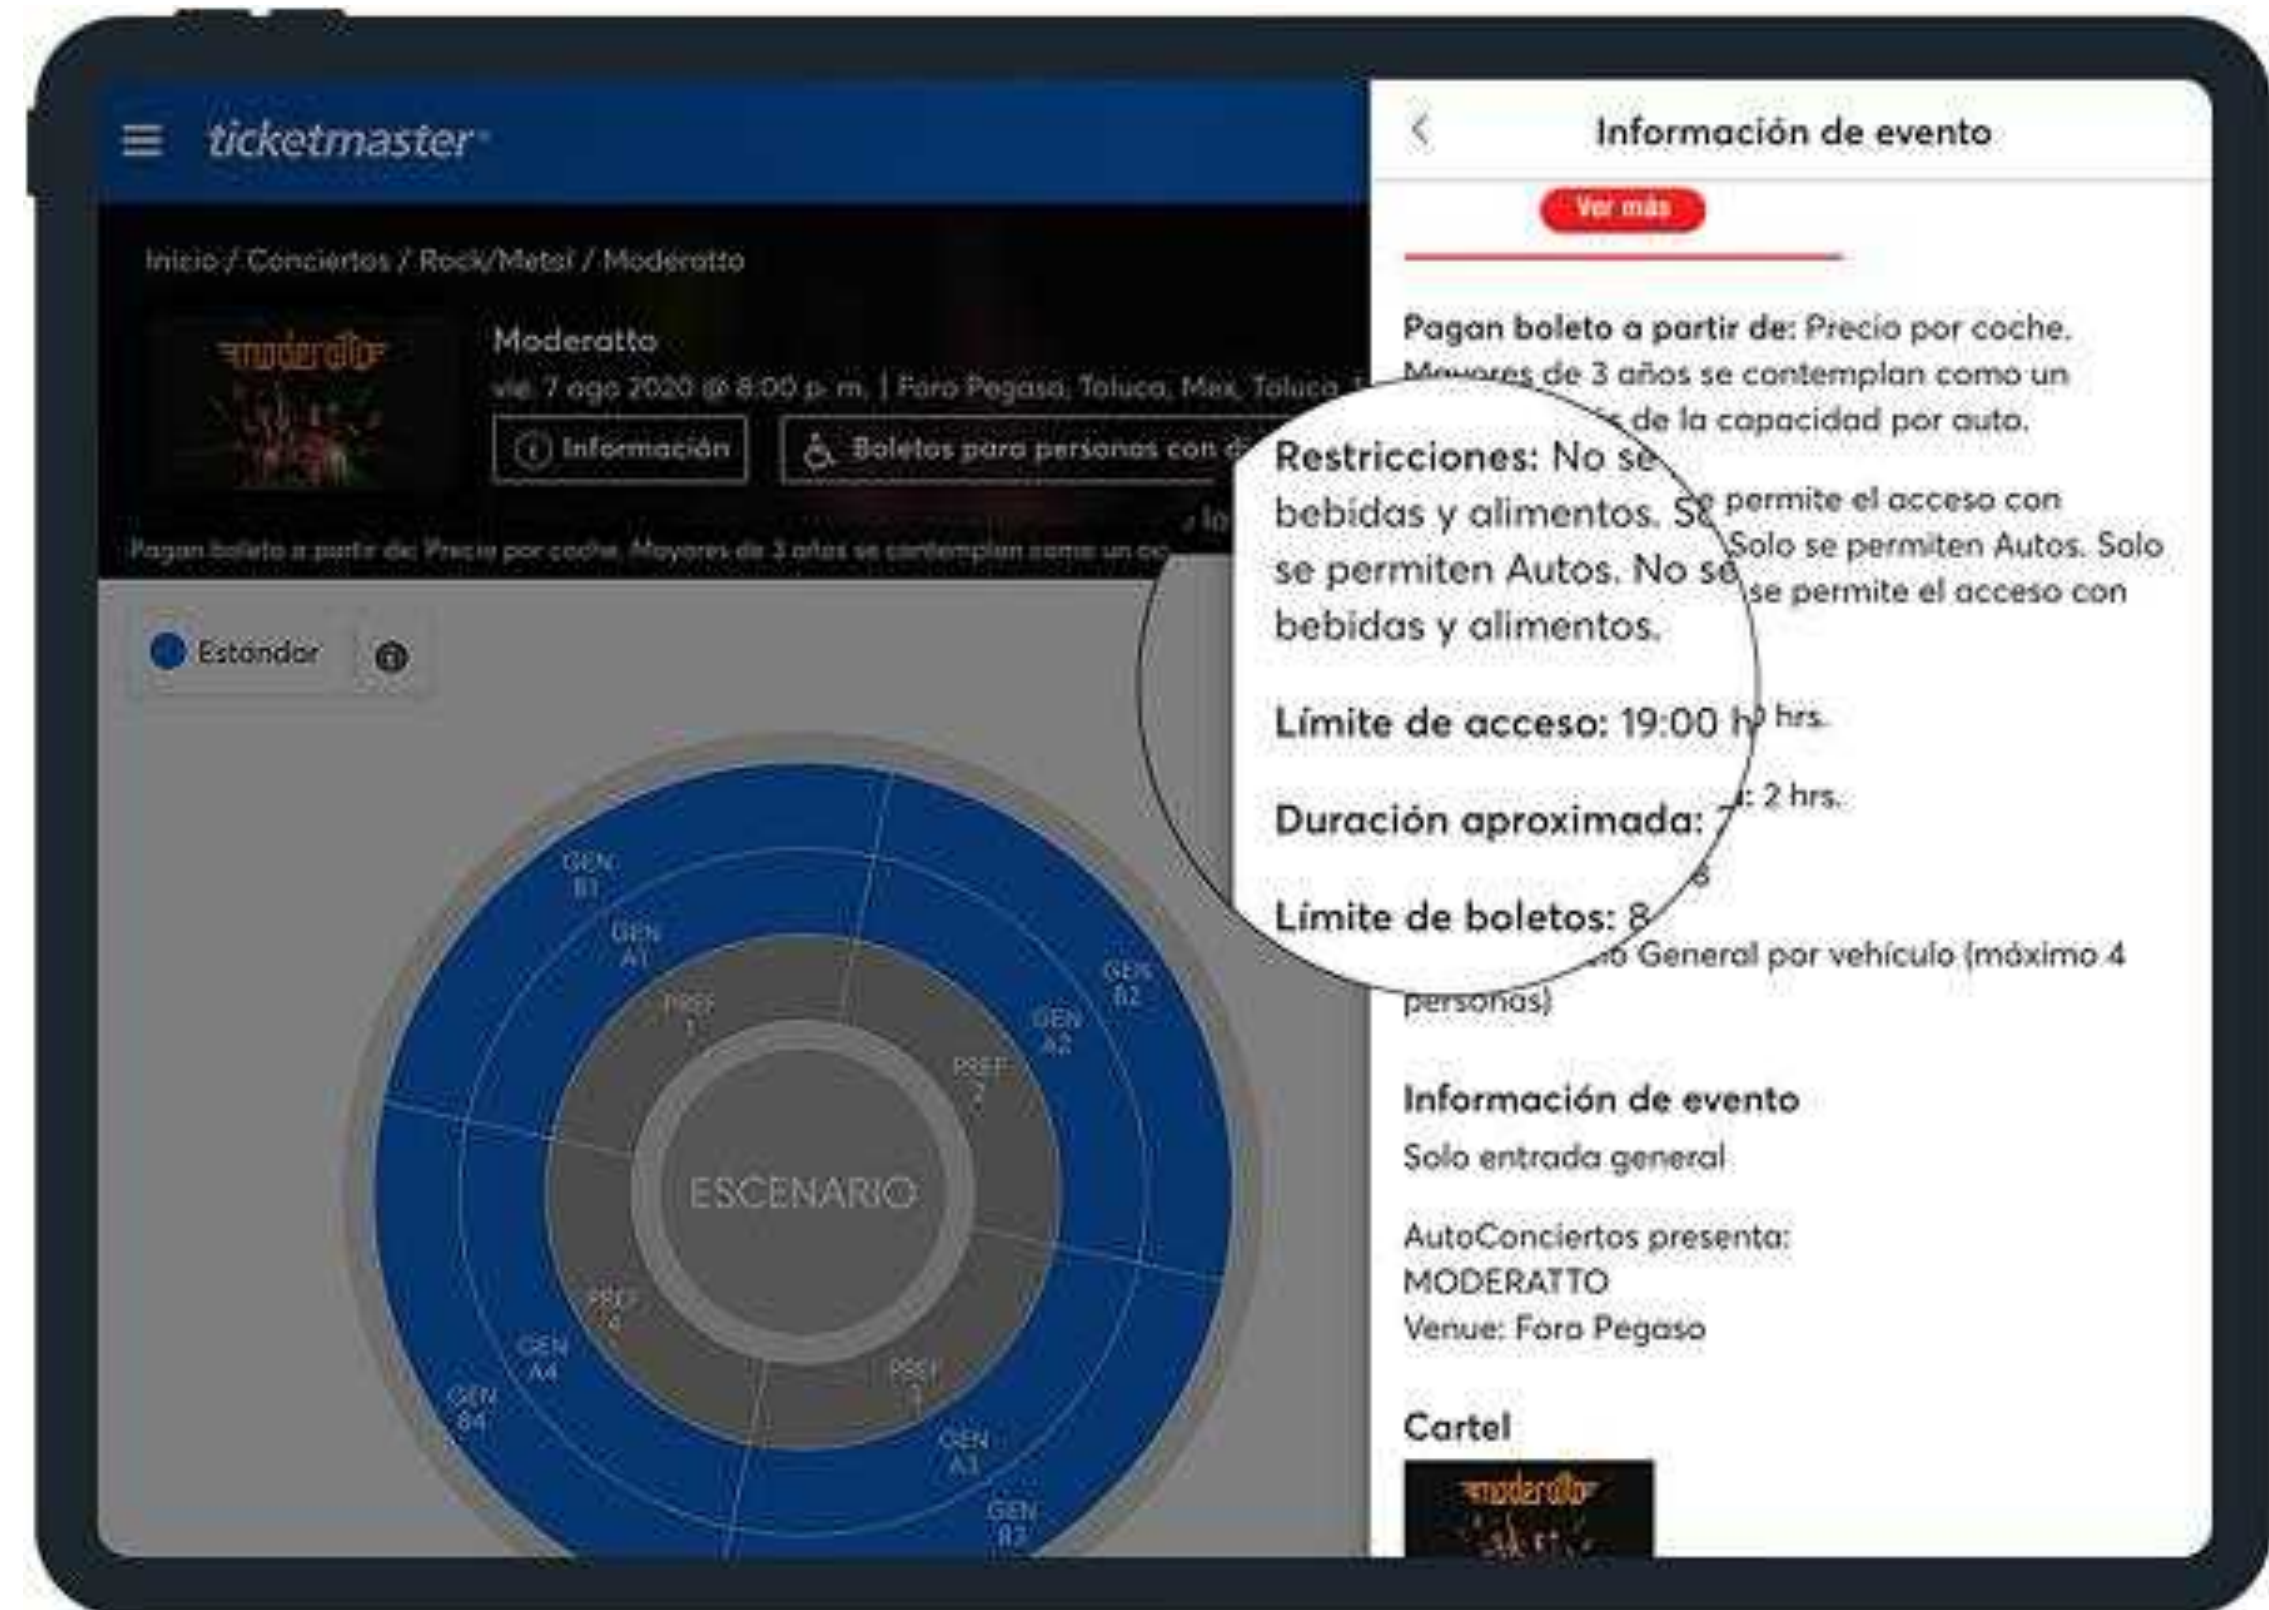 ticketmaster
Inicio / Conciertos / Rock/Metal / Moderatto
moderatto
Moderatto
vie. 7 ago 2020 @ 8:00 p. m. | Foro Pegaso, Toluca, Mex, Toluca,
Información
Boletos para personas con
Pagan boleto a partir de: Precio por coche. Mayores de 3 años se contemplan como un
Estándar
GEN B1
GEN A1
PREF 1
GEN B2
GEN A2
PREF 2
ESCENARIO
PREF 4
GEN A4
GEN B4
PREF 3
GEN A3
GEN B3
Información de evento
Ver más
Pagan boleto a partir de: Precio por coche.
Mayores de 3 años se contemplan como un
de la capacidad por auto.
Restricciones: No se
bebidas y alimentos. Se
se permiten Autos. No se
bebidas y alimentos.
Límite de acceso: 19:00 h
Duración aproximada:
Límite de boletos: 8
permite el acceso con
Solo se permiten Autos. Solo
se permite el acceso con
hrs.
2 hrs.
General por vehículo (máximo 4
personas)
Información de evento
Solo entrada general
AutoConciertos presenta:
MODERATTO
Venue: Foro Pegaso
Cartel
moderatto